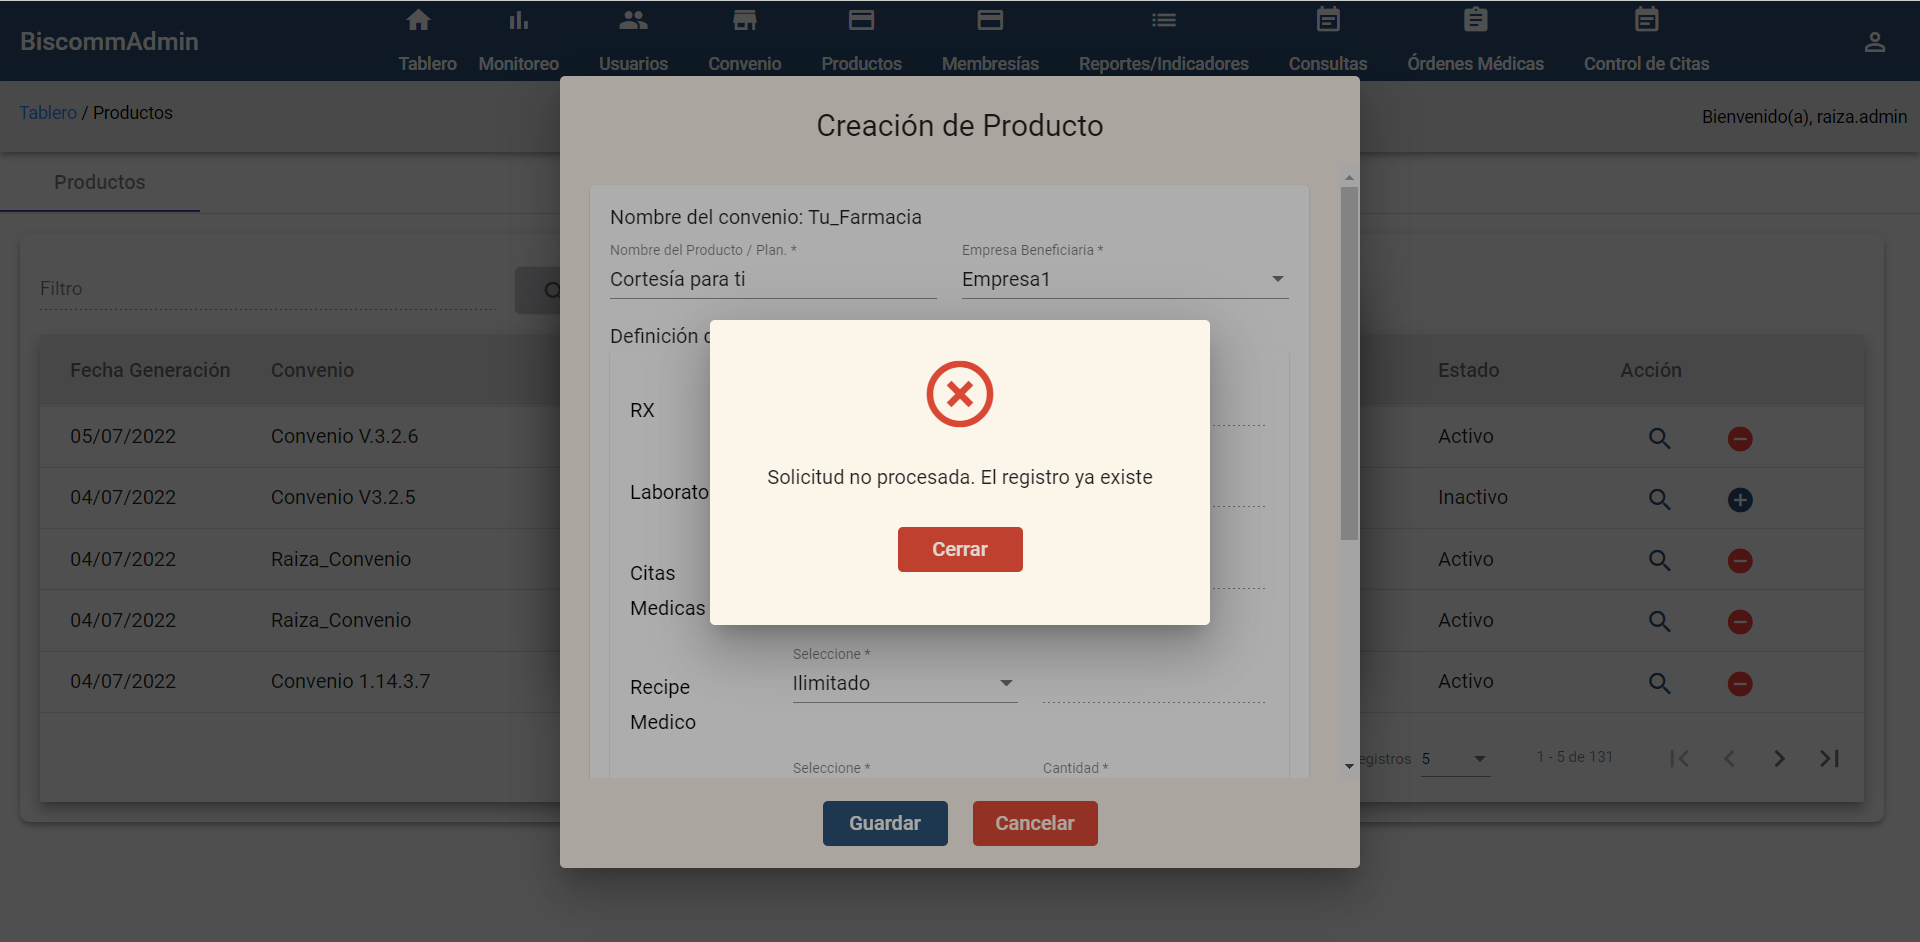 BiscommAdmin
Tablero
Monitoreo
Usuarios
Convenio
Productos
Membresías
Reportes/Indicadores
Consultas
Órdenes Médicas
Control de Citas
Tablero / Productos
Bienvenido(a), raiza.admin
Productos
Filtro
Fecha Generación Convenio Estado Acción
05/07/2022 Convenio V.3.2.6 Activo
04/07/2022 Convenio V3.2.5 Inactivo
04/07/2022 Raiza_Convenio Activo
04/07/2022 Raiza_Convenio Activo
04/07/2022 Convenio 1.14.3.7 Activo
egistros 5 1 - 5 de 131
Creación de Producto
Nombre del convenio: Tu_Farmacia
Nombre del Producto / Plan. * Empresa Beneficiaria *
Cortesía para ti Empresa1
Definición
RX
Laborato
Citas
Medicas
Seleccione *
Recipe Ilimitado
Medico
Seleccione * Cantidad *
Guardar Cancelar
Solicitud no procesada. El registro ya existe
Cerrar